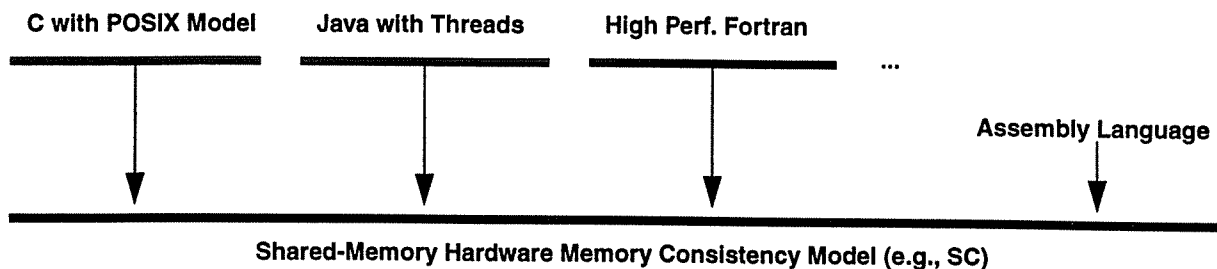 C with POSIX Model
Java with Threads
High Perf. Fortran
...
Assembly Language
Shared-Memory Hardware Memory Consistency Model (e.g., SC)